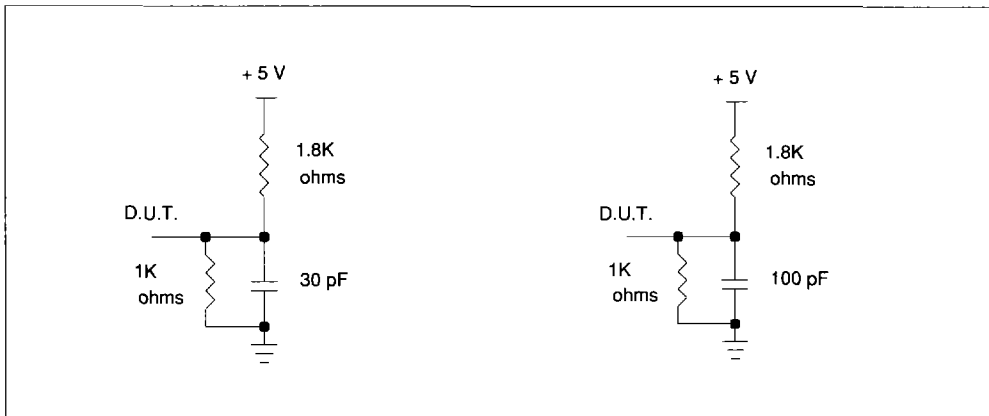 + 5 V
1.8K
ohms
D.U.T.
1K
ohms
30 pF
+ 5 V
1.8K
ohms
D.U.T.
1K
ohms
100 pF